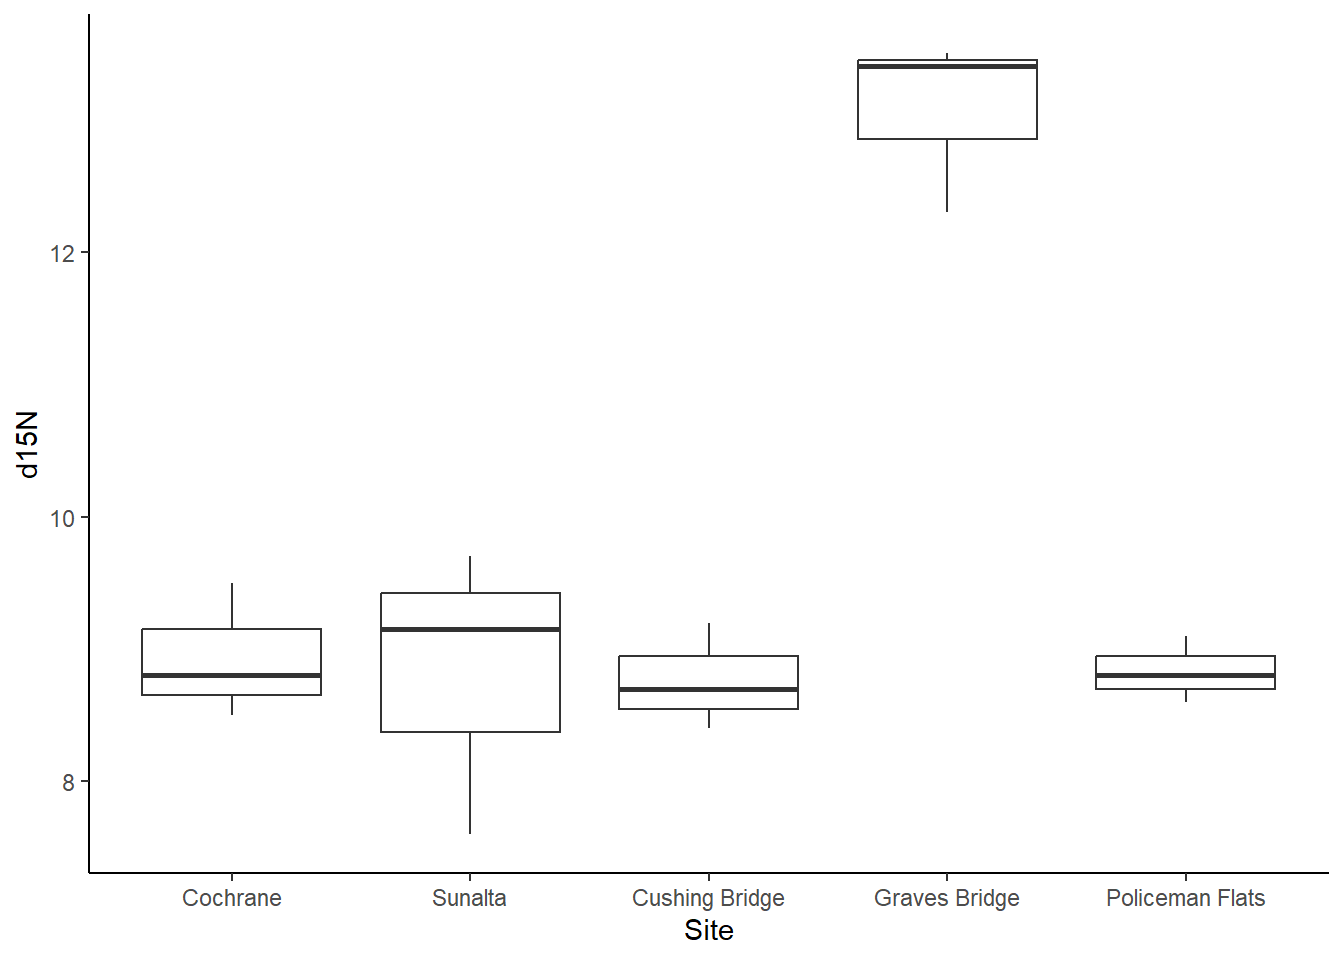 12
10
8
d15N
Cochrane
Sunalta
Cushing Bridge
Graves Bridge
Policeman Flats
Site